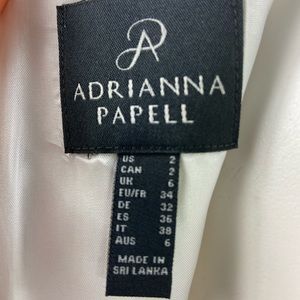 ADRIANNA
PAPELL
US 2
CAN 2
UK 6
EU/FR 34
DE 32
ES 36
IT 38
AUS 6
MADE IN
SRI LANKA